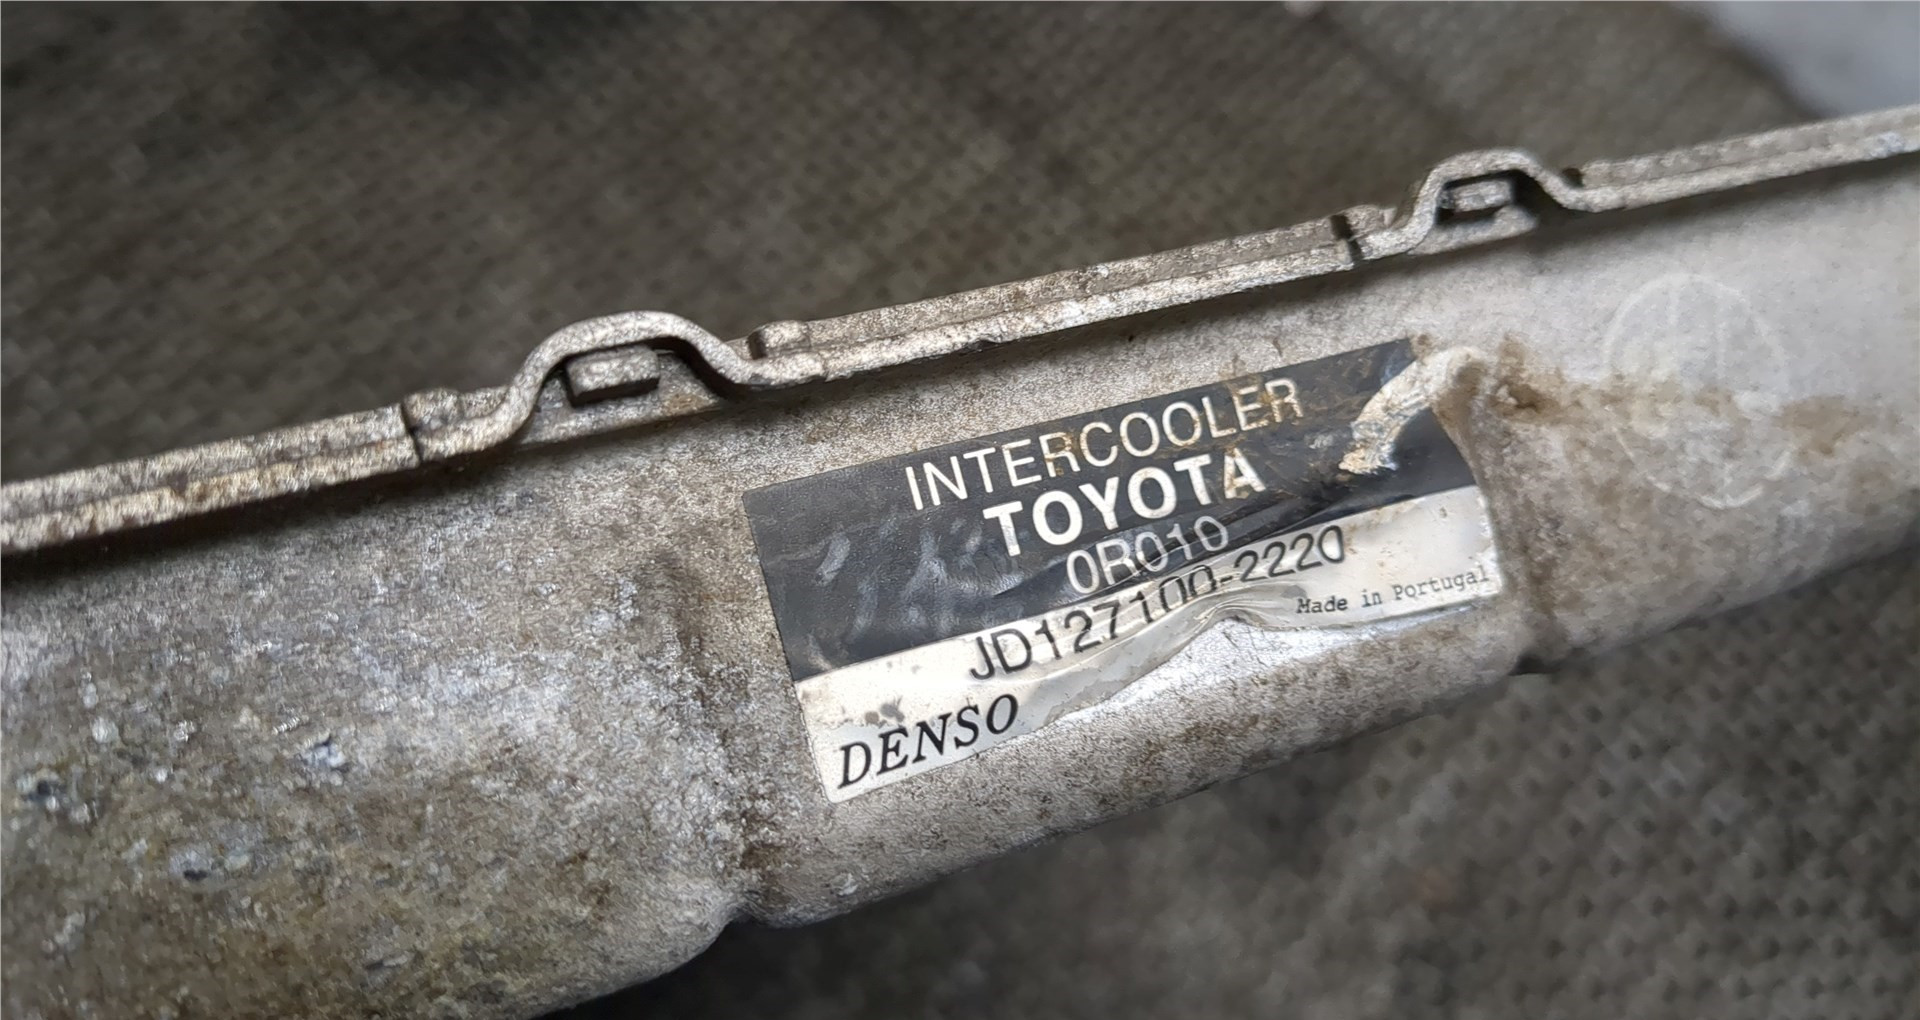 INTERCOOLER
TOYOTA
0R010
JD127100-2220
Made in Portugal
DENSO